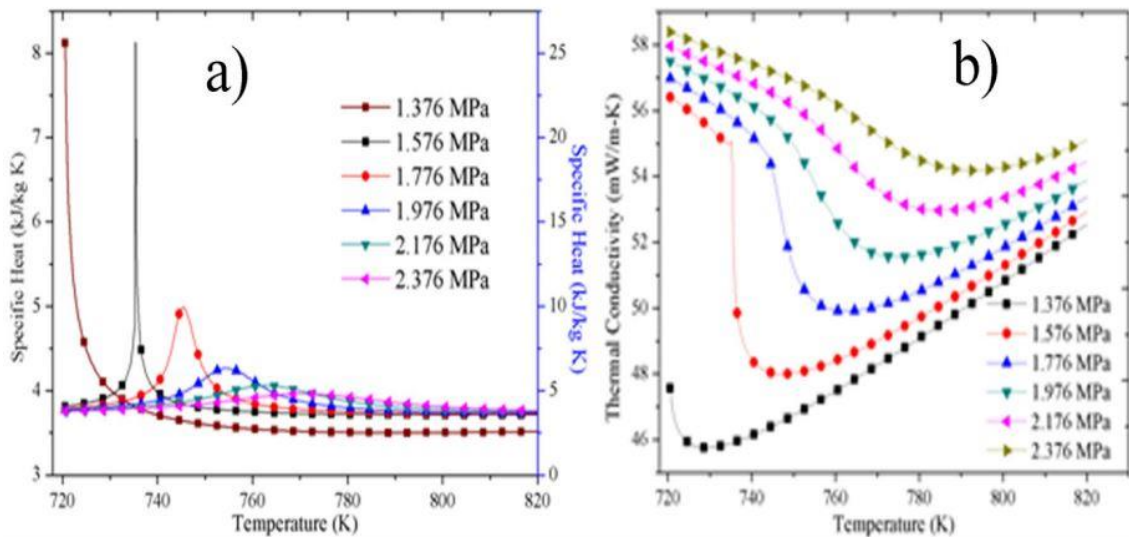 a)
8
7
6
5
4
3
Specific Heat (kJ/kg K)
25
20
15
10
5
0
Specific Heat (kJ/kg K)
1.376 MPa
1.576 MPa
1.776 MPa
1.976 MPa
2.176 MPa
2.376 MPa
720 740 760 780 800 820
Temperature (K)
b)
58
56
54
52
50
48
46
Thermal Conductivity (mW/m-K)
1.376 MPa
1.576 MPa
1.776 MPa
1.976 MPa
2.176 MPa
2.376 MPa
720 740 760 780 800 820
Temperature (K)